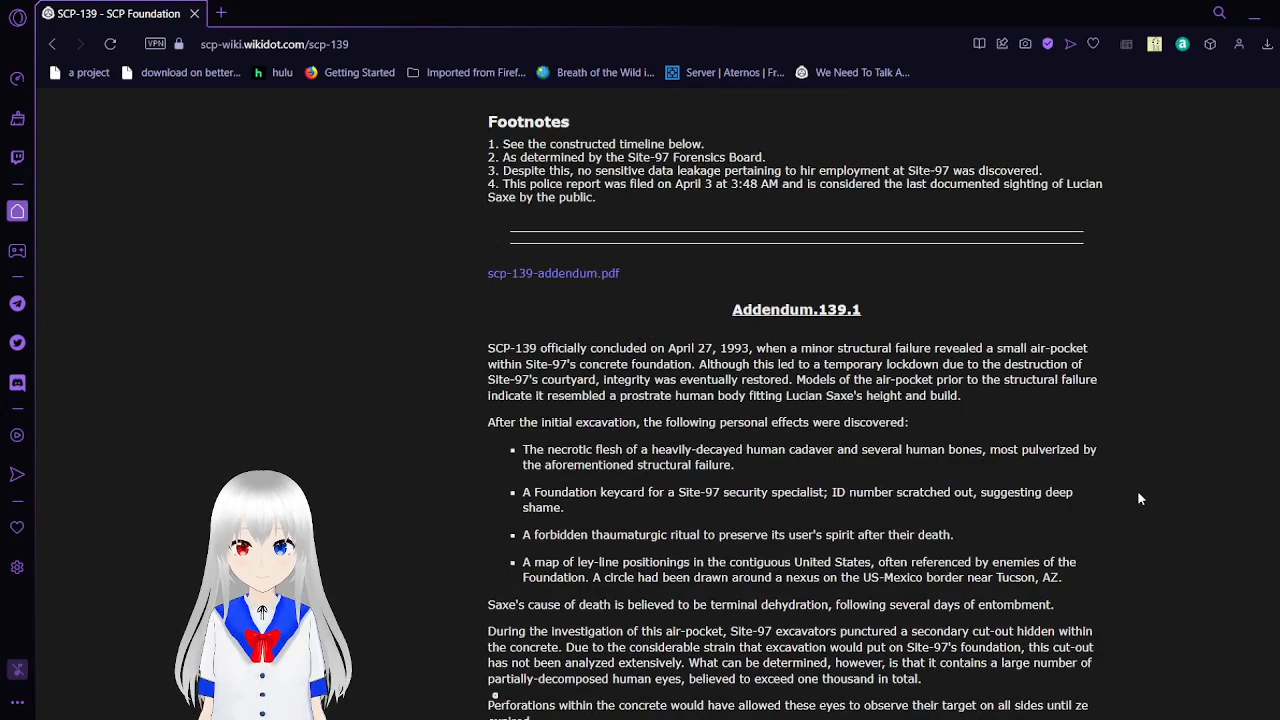 SCP-139 - SCP Foundation
VPN
scp-wiki.wikidot.com/scp-139
a project
download on better...
hulu
Getting Started
Imported from Firef...
Breath of the Wild i...
Server | Aternos | Fr...
We Need To Talk A...
Footnotes
1. See the constructed timeline below.
2. As determined by the Site-97 Forensics Board.
3. Despite this, no sensitive data leakage pertaining to hir employment at Site-97 was discovered.
4. This police report was filed on April 3 at 3:48 AM and is considered the last documented sighting of Lucian
Saxe by the public.
scp-139-addendum.pdf
Addendum.139.1
SCP-139 officially concluded on April 27, 1993, when a minor structural failure revealed a small air-pocket
within Site-97's concrete foundation. Although this led to a temporary lockdown due to the destruction of
Site-97's courtyard, integrity was eventually restored. Models of the air-pocket prior to the structural failure
indicate it resembled a prostrate human body fitting Lucian Saxe's height and build.
After the initial excavation, the following personal effects were discovered:
▪ The necrotic flesh of a heavily-decayed human cadaver and several human bones, most pulverized by
the aforementioned structural failure.
▪ A Foundation keycard for a Site-97 security specialist; ID number scratched out, suggesting deep
shame.
▪ A forbidden thaumaturgic ritual to preserve its user's spirit after their death.
▪ A map of ley-line positionings in the contiguous United States, often referenced by enemies of the
Foundation. A circle had been drawn around a nexus on the US-Mexico border near Tucson, AZ.
Saxe's cause of death is believed to be terminal dehydration, following several days of entombment.
During the investigation of this air-pocket, Site-97 excavators punctured a secondary cut-out hidden within
the concrete. Due to the considerable strain that excavation would put on Site-97's foundation, this cut-out
has not been analyzed extensively. What can be determined, however, is that it contains a large number of
partially-decomposed human eyes, believed to exceed one thousand in total.
Perforations within the concrete would have allowed these eyes to observe their target on all sides until ze
expired.